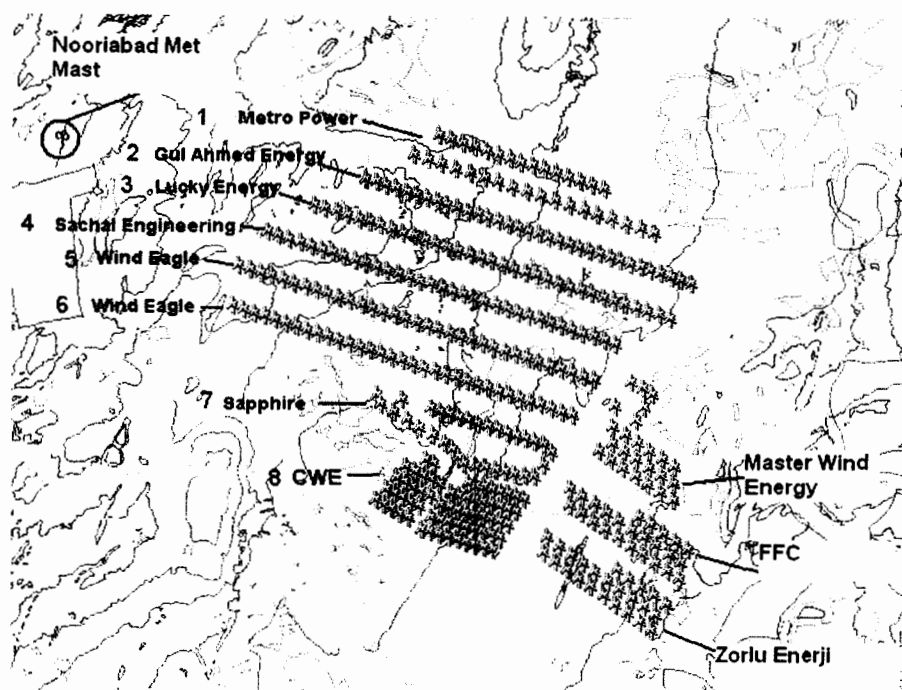 Nooriabad Met
Mast
1 Metro Power
2 Gul Ahmed Energy
3 Lucky Energy
4 Sachal Engineering
5 Wind Eagle
6 Wind Eagle
7 Sapphire
8 CWE
Master Wind
Energy
FFC
Zorlu Enerji